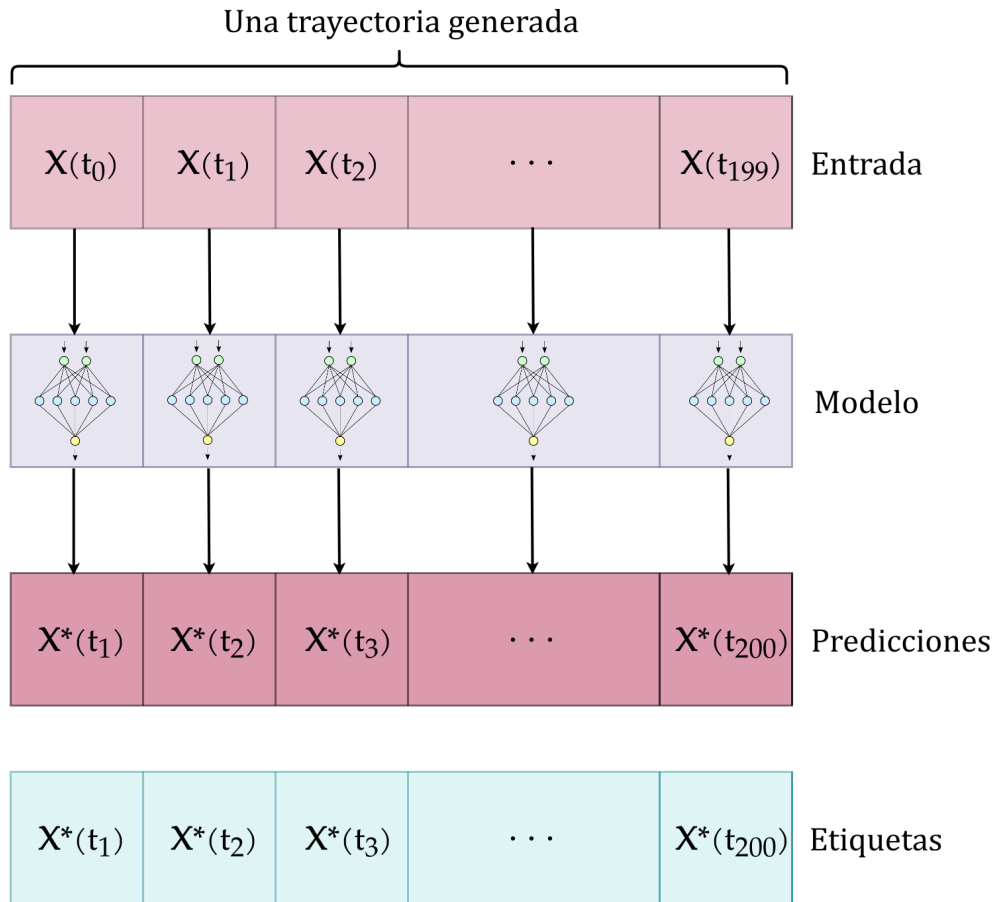 Una trayectoria generada
X(t₀) X(t₁) X(t₂) · · · X(t₁₉₉) Entrada
Modelo
X*(t₁) X*(t₂) X*(t₃) · · · X*(t₂₀₀) Predicciones
X*(t₁) X*(t₂) X*(t₃) · · · X*(t₂₀₀) Etiquetas